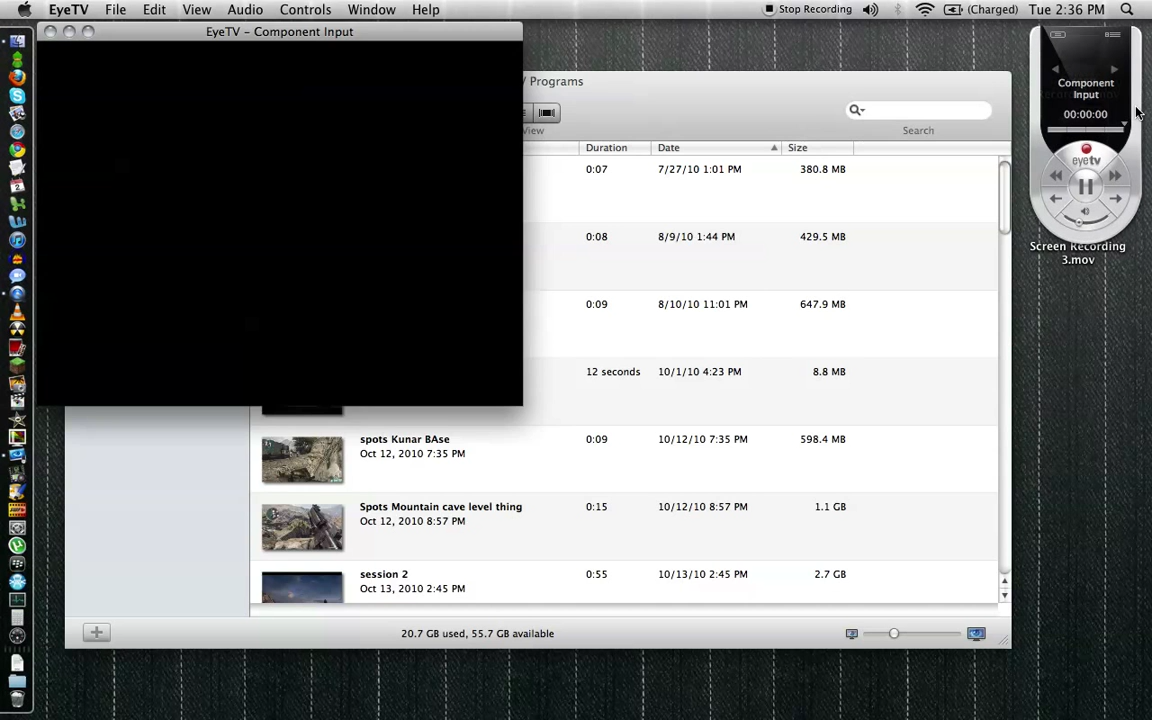 EyeTV File Edit View Audio Controls Window Help
Stop Recording (Charged) Tue 2:36 PM
EyeTV - Component Input
/ Programs
View
Search
Duration Date Size
0:07 7/27/10 1:01 PM 380.8 MB
0:08 8/9/10 1:44 PM 429.5 MB
0:09 8/10/10 11:01 PM 647.9 MB
12 seconds 10/1/10 4:23 PM 8.8 MB
spots Kunar BAse 0:09 10/12/10 7:35 PM 598.4 MB
Oct 12, 2010 7:35 PM
Spots Mountain cave level thing 0:15 10/12/10 8:57 PM 1.1 GB
Oct 12, 2010 8:57 PM
session 2 0:55 10/13/10 2:45 PM 2.7 GB
Oct 13, 2010 2:45 PM
20.7 GB used, 55.7 GB available
Component
Input
00:00:00
eyetv
Screen Recording
3.mov